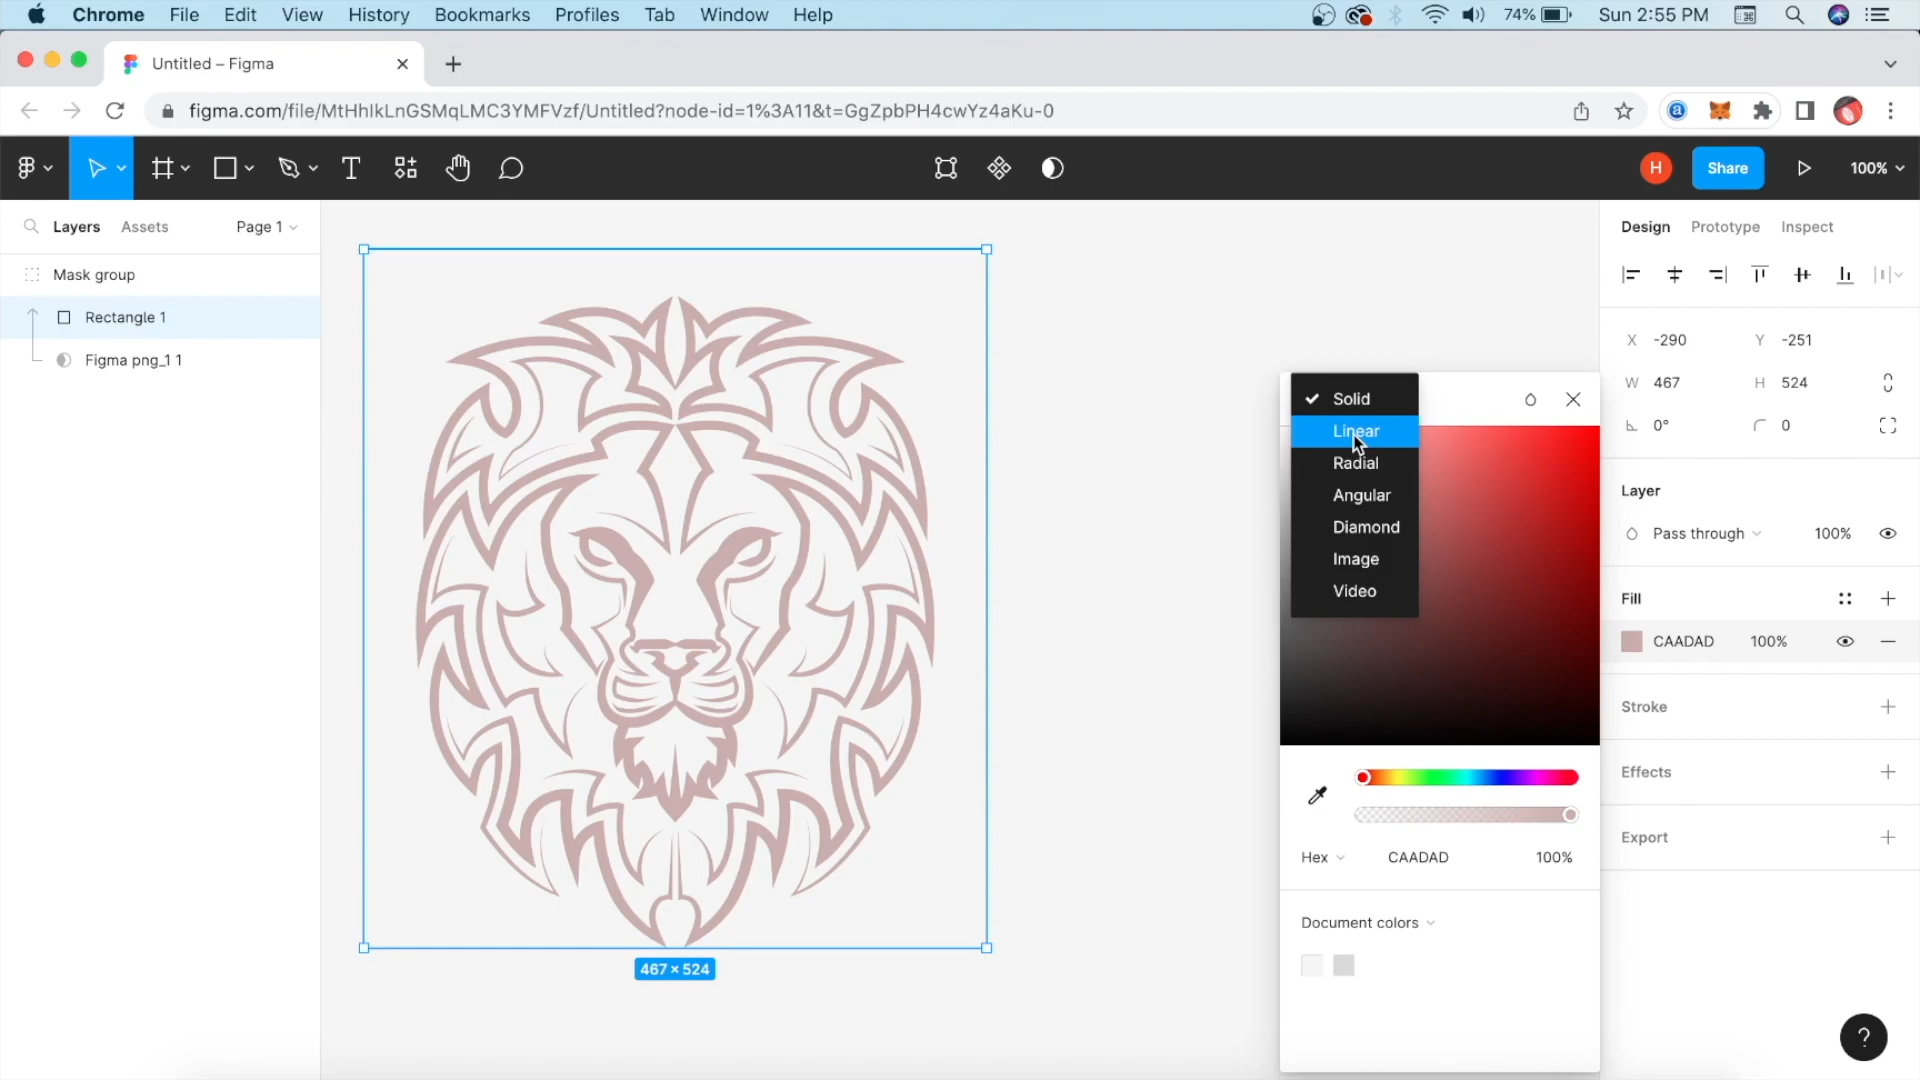 Chrome File Edit View History Bookmarks Profiles Tab Window Help 74% Sun 2:55 PM
Untitled – Figma
figma.com/file/MtHhlkLnGSMqLMC3YMFVzf/Untitled?node-id=1%3A11&t=GgZpbPH4cwYz4aKu-0
H Share 100%
Layers Assets Page 1
Design Prototype Inspect
Mask group
Rectangle 1
Figma png_1 1
X -290 Y -251
W 467 H 524
0° 0
Layer
Pass through 100%
Fill
CAADAD 100%
Stroke
Effects
Export
Solid
Linear
Radial
Angular
Diamond
Image
Video
Hex CAADAD 100%
Document colors
467 × 524
?